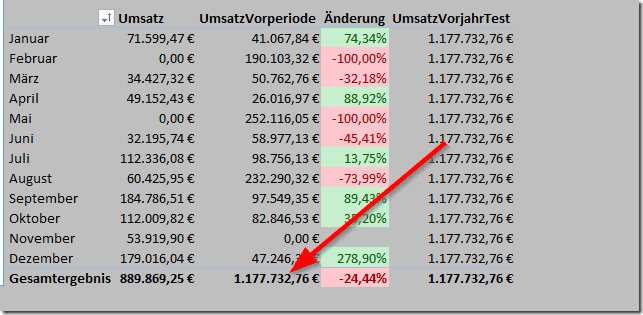 Umsatz UmsatzVorperiode Änderung UmsatzVorjahrTest
Januar 71.599,47 € 41.067,84 € 74,34% 1.177.732,76 €
Februar 0,00 € 190.103,32 € -100,00% 1.177.732,76 €
März 34.427,32 € 50.762,76 € -32,18% 1.177.732,76 €
April 49.152,43 € 26.016,97 € 88,92% 1.177.732,76 €
Mai 0,00 € 252.116,05 € -100,00% 1.177.732,76 €
Juni 32.195,74 € 58.977,13 € -45,41% 1.177.732,76 €
Juli 112.336,08 € 98.756,13 € 13,75% 1.177.732,76 €
August 60.425,95 € 232.290,32 € -73,99% 1.177.732,76 €
September 184.786,51 € 97.549,35 € 89,43% 1.177.732,76 €
Oktober 112.009,82 € 82.846,53 € 1.177.732,76 €
November 53.919,90 € 0,00 € 1.177.732,76 €
Dezember 179.016,04 € 278,90% 1.177.732,76 €
Gesamtergebnis 889.869,25 € 1.177.732,76 € -24,44% 1.177.732,76 €